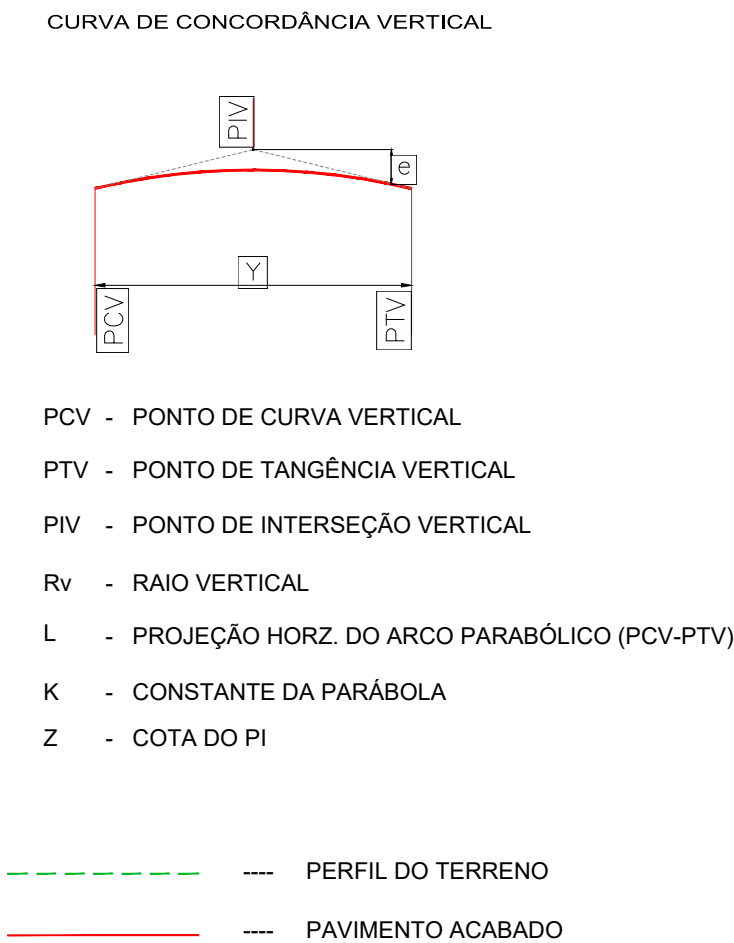 CURVA DE CONCORDÂNCIA VERTICAL
PIV
e
Y
PCV
PTV
PCV - PONTO DE CURVA VERTICAL
PTV - PONTO DE TANGÊNCIA VERTICAL
PIV - PONTO DE INTERSEÇÃO VERTICAL
Rv - RAIO VERTICAL
L - PROJEÇÃO HORZ. DO ARCO PARABÓLICO (PCV-PTV)
K - CONSTANTE DA PARÁBOLA
Z - COTA DO PI
---- PERFIL DO TERRENO
---- PAVIMENTO ACABADO